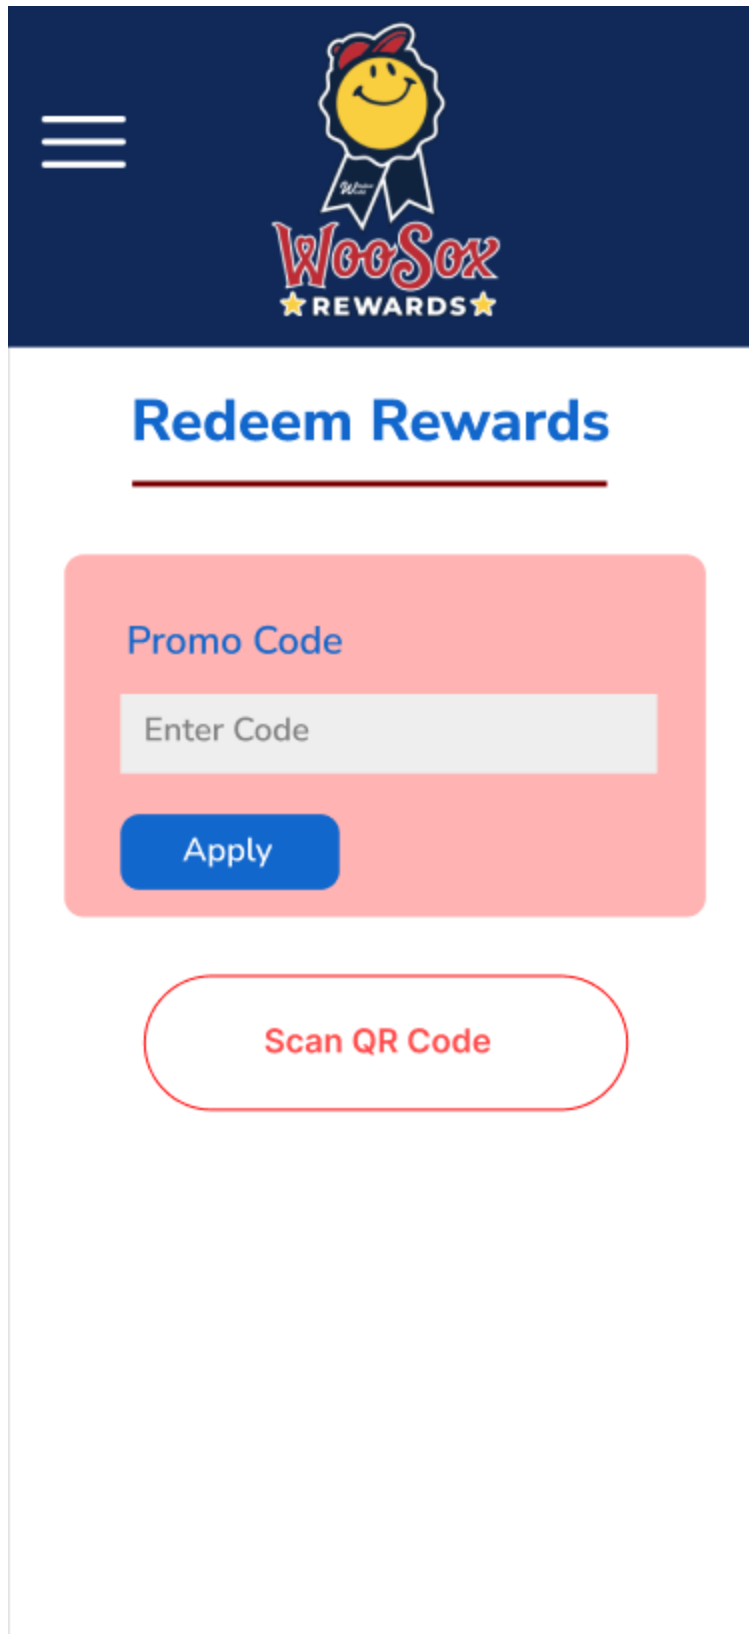 WooSox
REWARDS
Redeem Rewards
Promo Code
Enter Code
Apply
Scan QR Code